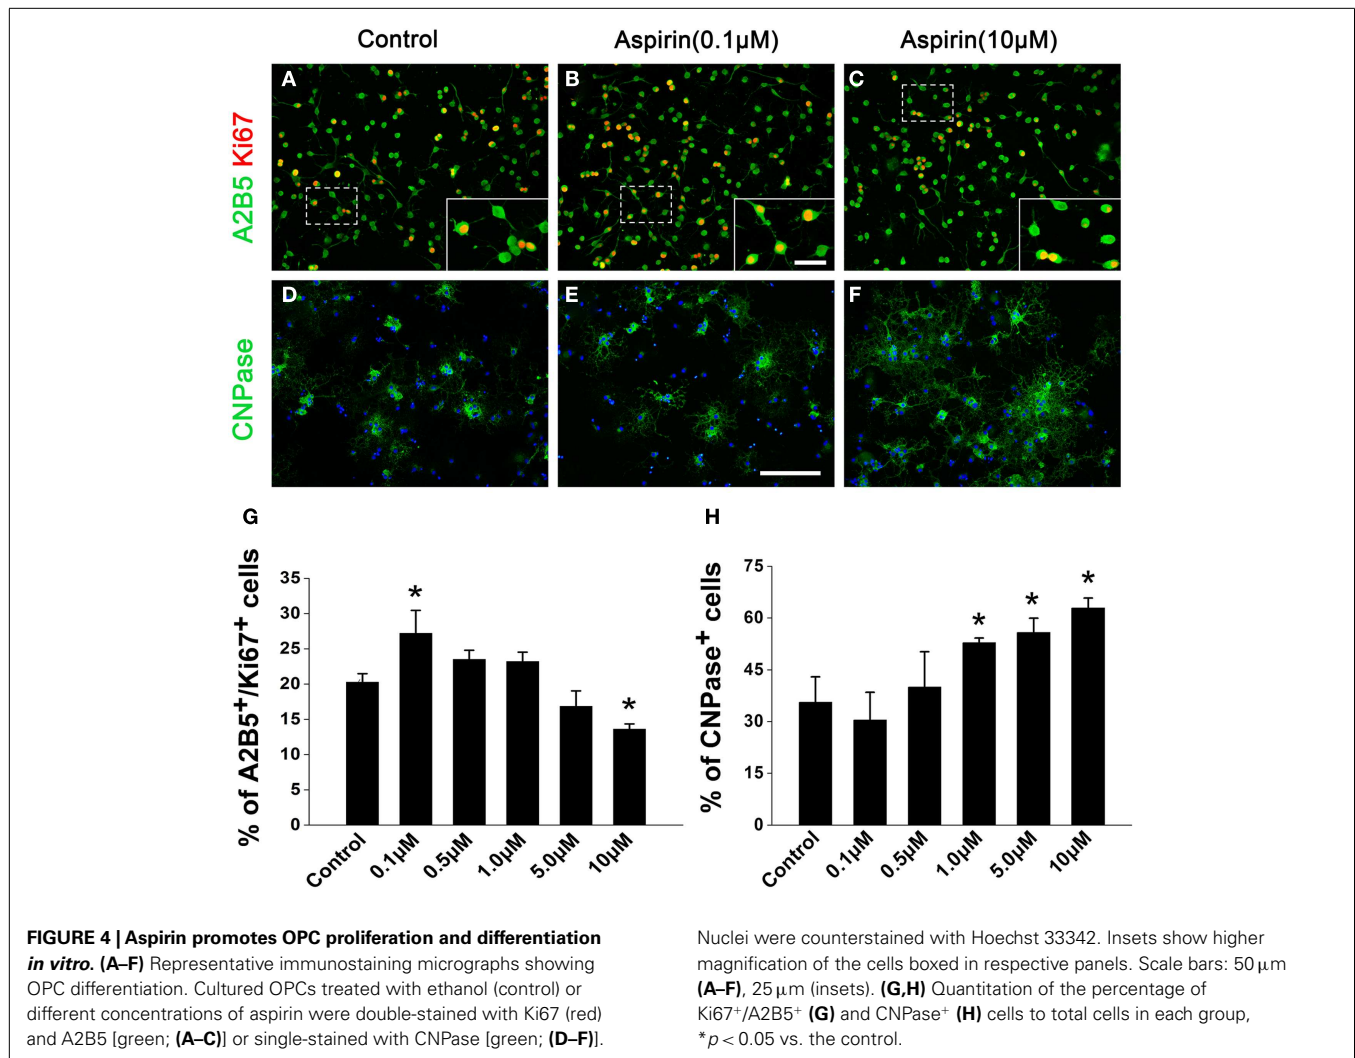 Control
Aspirin(0.1µM)
Aspirin(10µM)
A2B5 Ki67
A
B
C
CNPase
D
E
F
G
% of A2B5+/Ki67+ cells
35
30
25
20
15
10
5
0
*
*
Control
0.1µM
0.5µM
1.0µM
5.0µM
10µM
H
% of CNPase+ cells
75
60
45
30
15
0
*
*
*
Control
0.1µM
0.5µM
1.0µM
5.0µM
10µM
FIGURE 4 | Aspirin promotes OPC proliferation and differentiation
in vitro. (A–F) Representative immunostaining micrographs showing
OPC differentiation. Cultured OPCs treated with ethanol (control) or
different concentrations of aspirin were double-stained with Ki67 (red)
and A2B5 [green; (A–C)] or single-stained with CNPase [green; (D–F)].
Nuclei were counterstained with Hoechst 33342. Insets show higher
magnification of the cells boxed in respective panels. Scale bars: 50 µm
(A–F), 25 µm (insets). (G,H) Quantitation of the percentage of
Ki67+/A2B5+ (G) and CNPase+ (H) cells to total cells in each group,
*p < 0.05 vs. the control.